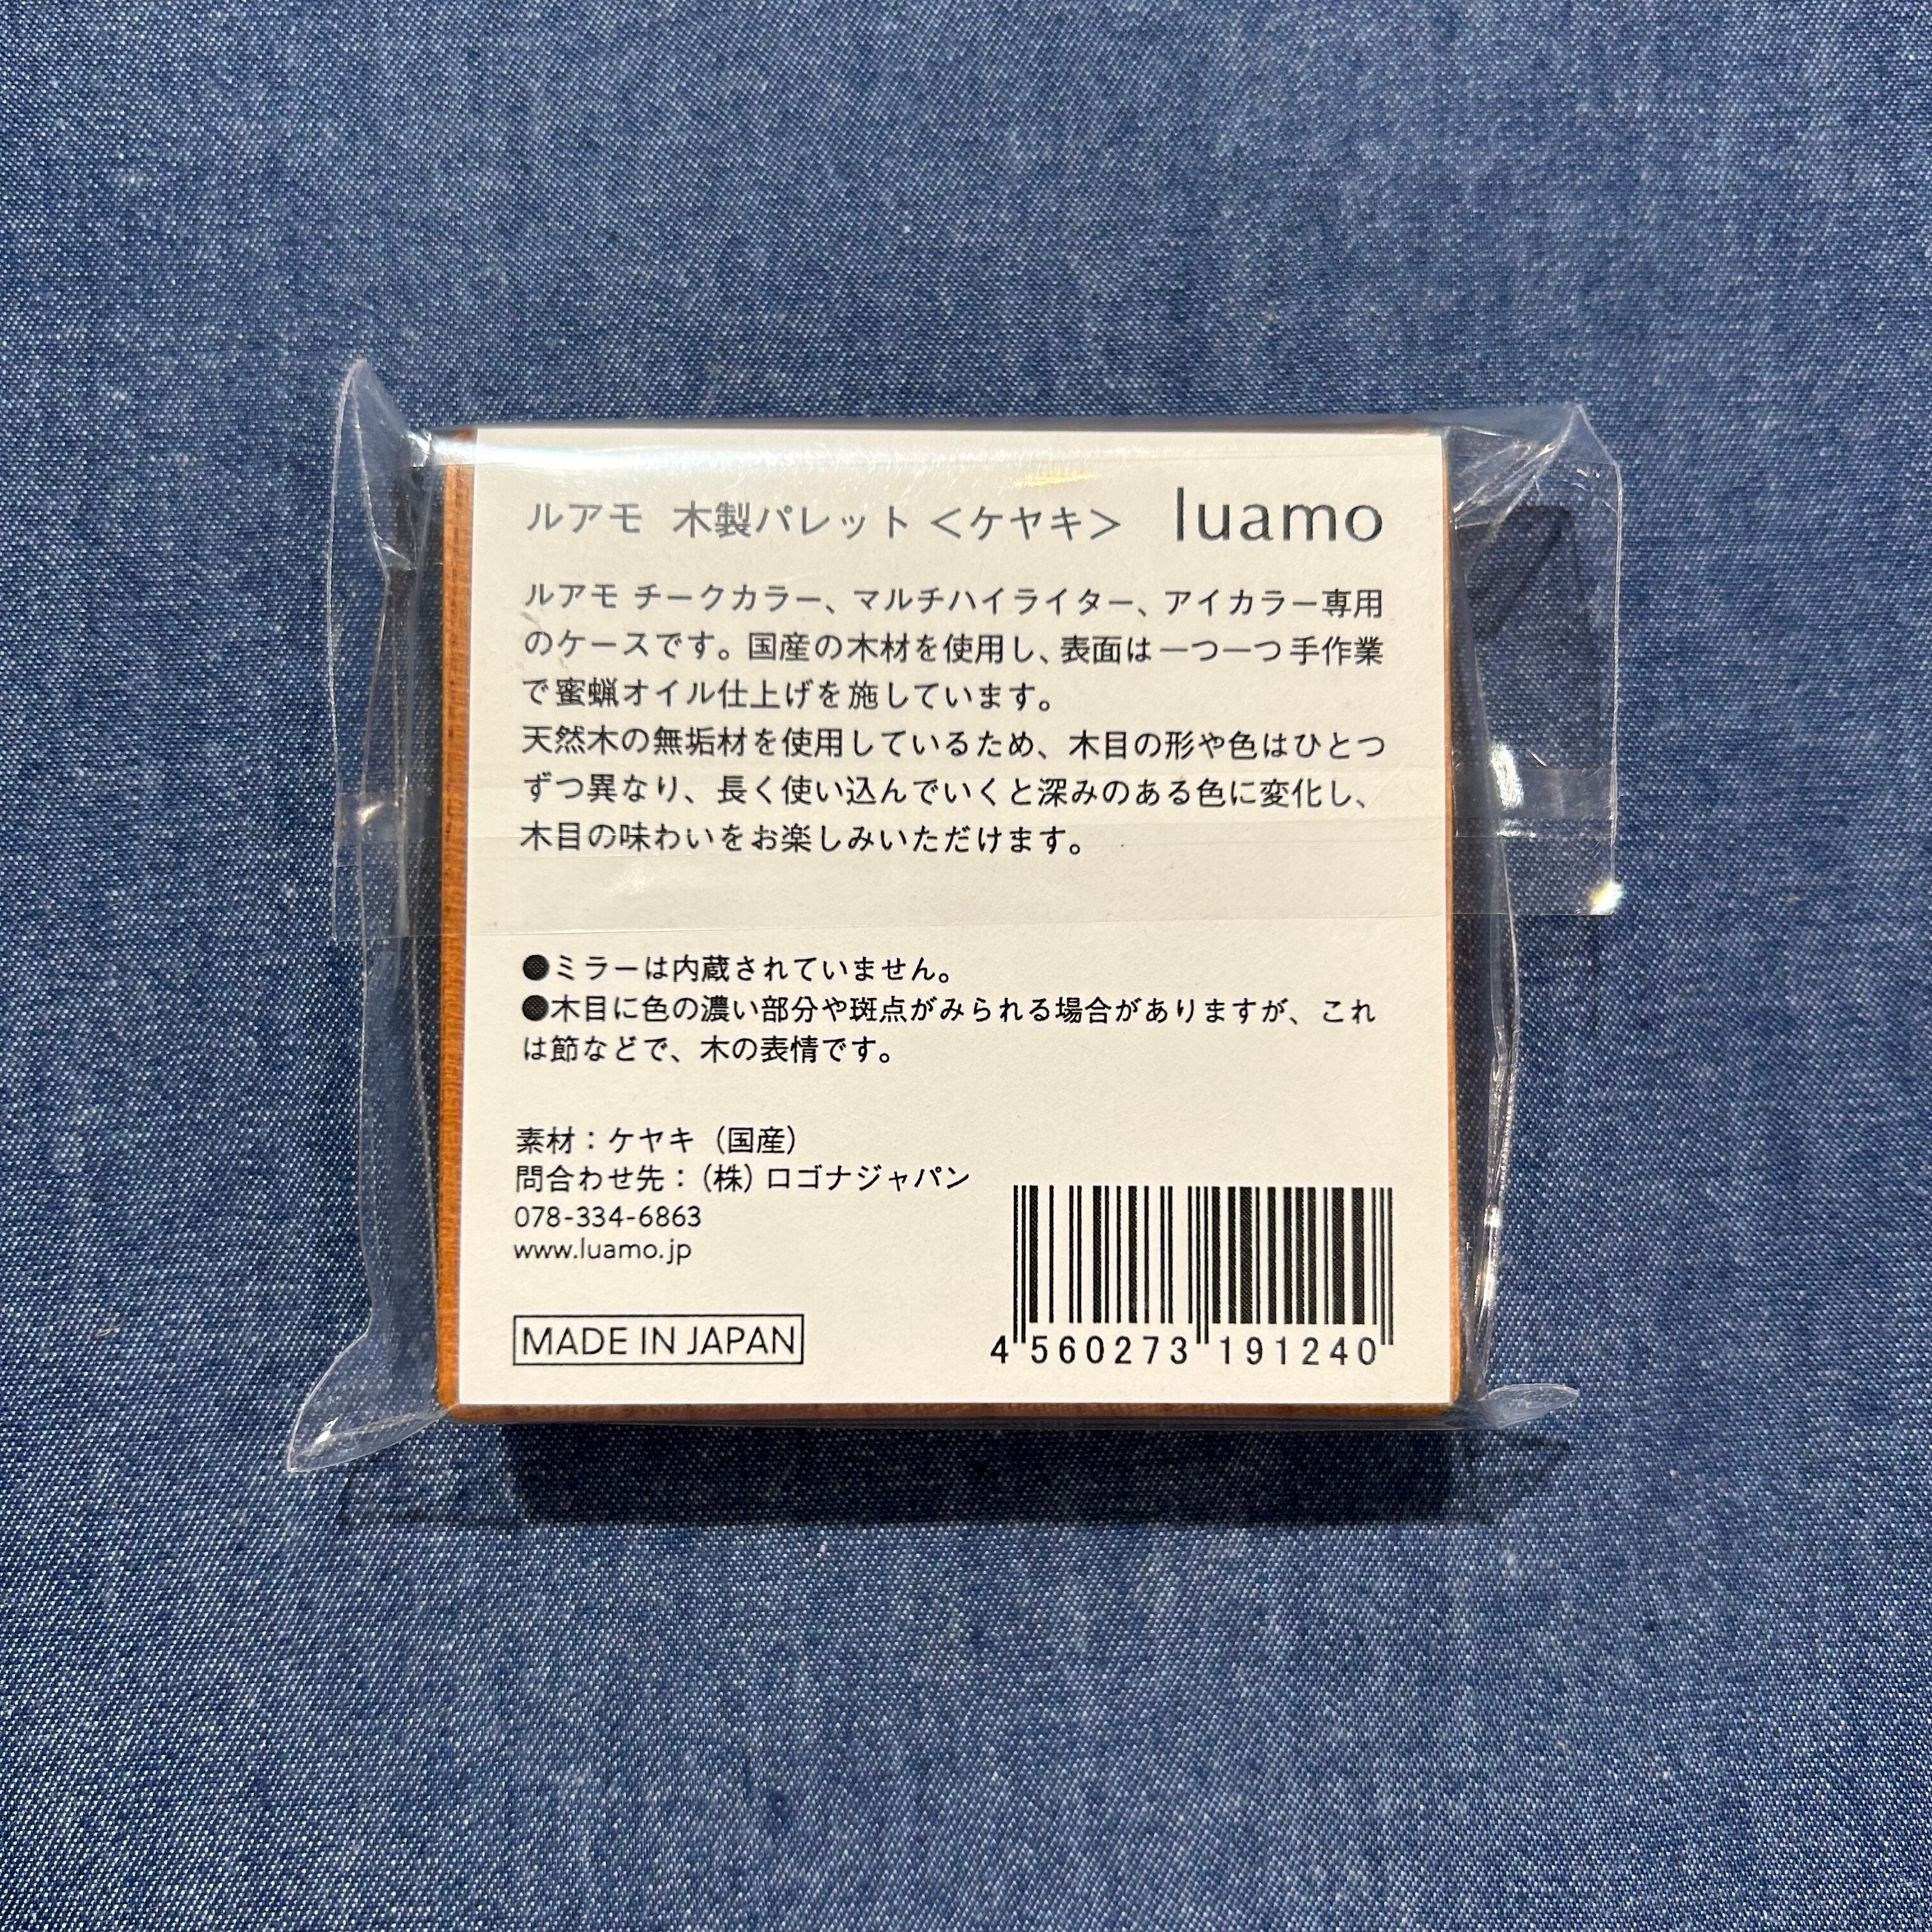 ルアモ 木製パレット＜ケヤキ＞ luamo
ルアモ チークカラー、マルチハイライター、アイカラー専用
のケースです。国産の木材を使用し、表面は一つ一つ手作業
で蜜蝋オイル仕上げを施しています。
天然木の無垢材を使用しているため、木目の形や色はひとつ
ずつ異なり、長く使い込んでいくと深みのある色に変化し、
木目の味わいをお楽しみいただけます。
●ミラーは内蔵されていません。
●木目に色の濃い部分や斑点がみられる場合がありますが、これ
は節などで、木の表情です。
素材：ケヤキ（国産）
問合わせ先：（株）ロゴナジャパン
078-334-6863
www.luamo.jp
MADE IN JAPAN
4 560273 191240